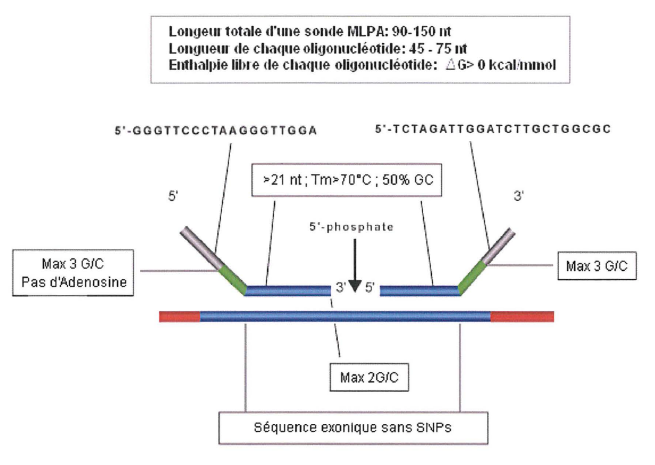 Longeur totale d'une sonde MLPA: 90-150 nt
Longueur de chaque oligonucléotide: 45 - 75 nt
Enthalpie libre de chaque oligonucléotide: △G> 0 kcal/mmol
5'-GGGTTCCCTAAGGGTTGGA
5'-TCTAGATTGGATCTTGCTGGCGC
>21 nt ; Tm>70°C ; 50% GC
5'
3'
5'-phosphate
Max 3 G/C
Pas d'Adenosine
Max 3 G/C
3'
5'
Max 2G/C
Séquence exonique sans SNPs